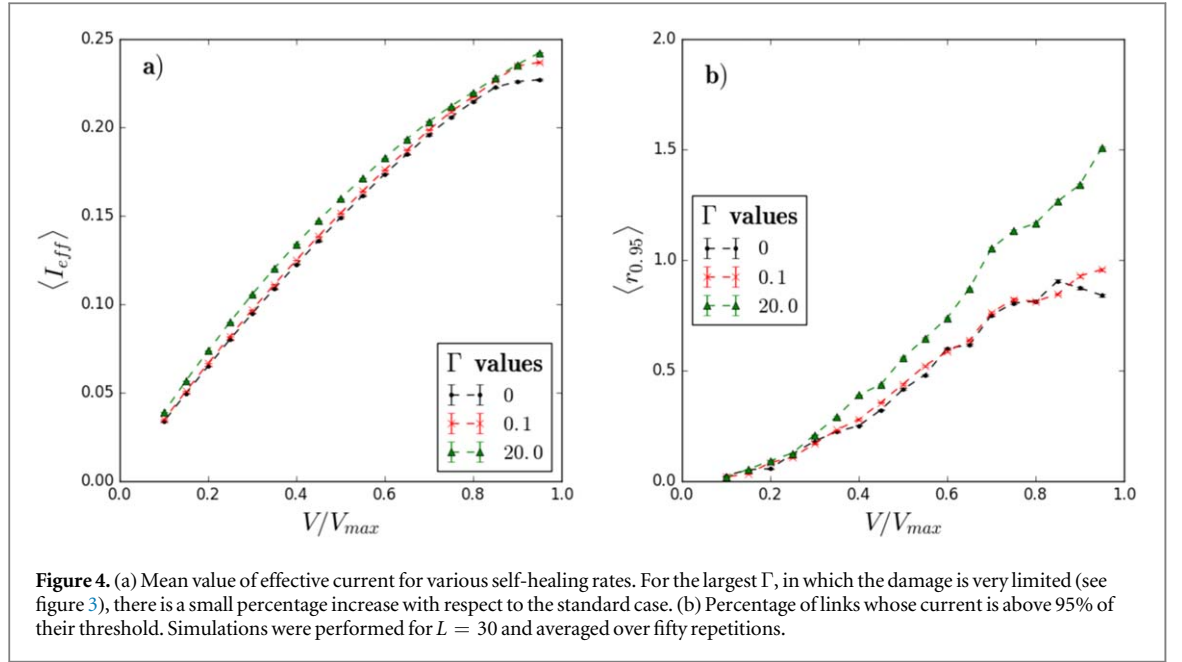 a)
0.25
0.20
0.15
0.10
0.05
0.00
⟨I_eff⟩
0.0 0.2 0.4 0.6 0.8 1.0
V/V_max
Γ values
0
0.1
20.0
b)
2.0
1.5
1.0
0.5
0.0
⟨r_0.95⟩
0.0 0.2 0.4 0.6 0.8 1.0
V/V_max
Γ values
0
0.1
20.0
Figure 4. (a) Mean value of effective current for various self-healing rates. For the largest Γ, in which the damage is very limited (see
figure 3), there is a small percentage increase with respect to the standard case. (b) Percentage of links whose current is above 95% of
their threshold. Simulations were performed for L = 30 and averaged over fifty repetitions.